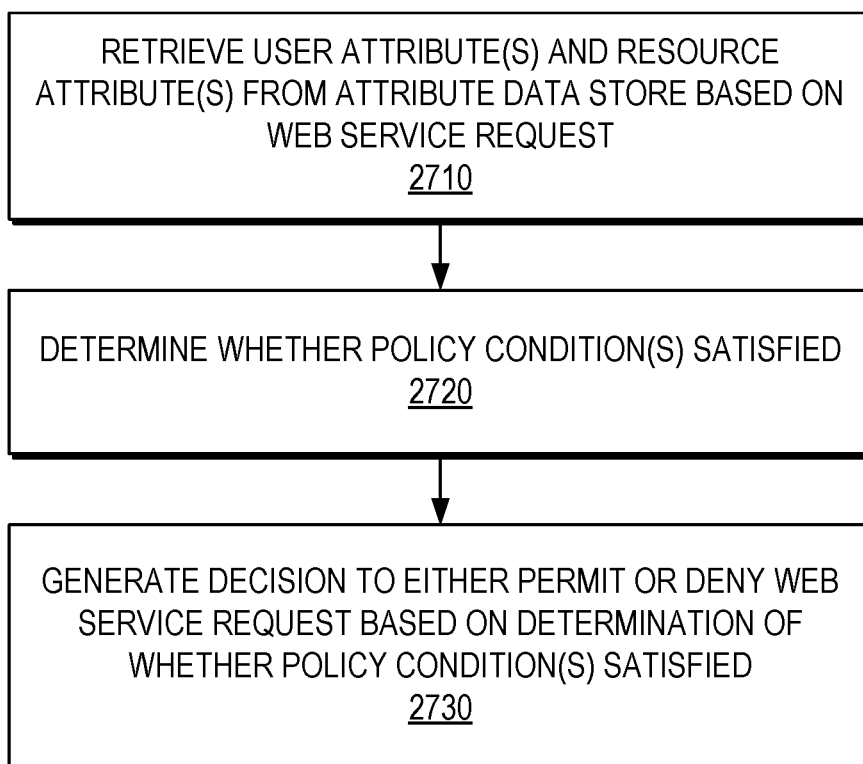 RETRIEVE USER ATTRIBUTE(S) AND RESOURCE
ATTRIBUTE(S) FROM ATTRIBUTE DATA STORE BASED ON
WEB SERVICE REQUEST
2710
DETERMINE WHETHER POLICY CONDITION(S) SATISFIED
2720
GENERATE DECISION TO EITHER PERMIT OR DENY WEB
SERVICE REQUEST BASED ON DETERMINATION OF
WHETHER POLICY CONDITION(S) SATISFIED
2730